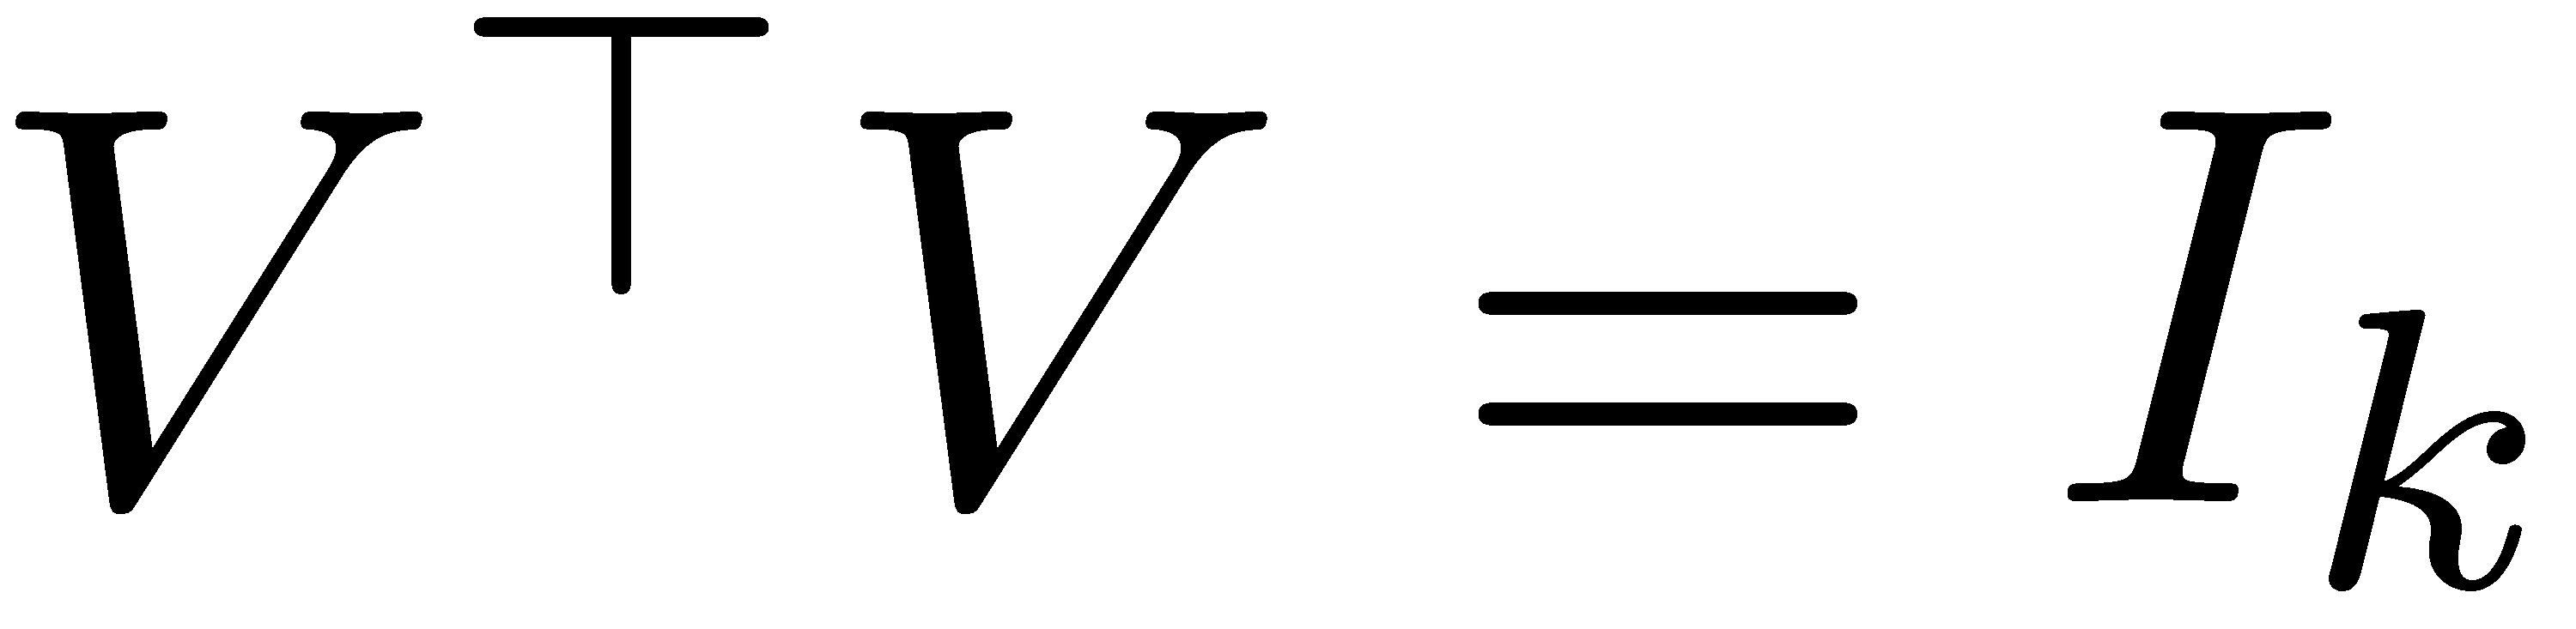 V^⊤ V = I_k